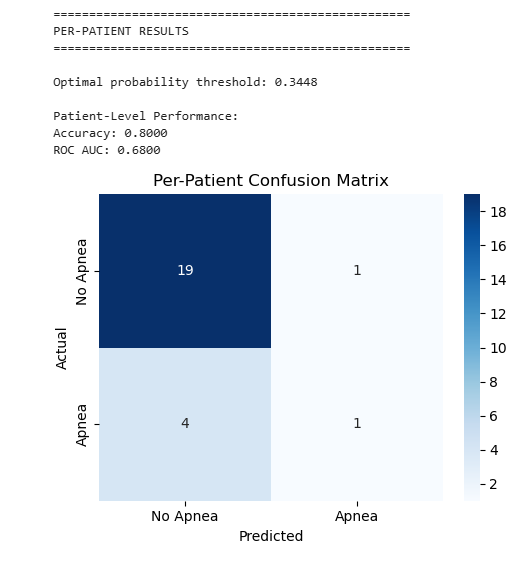 ==================================================
PER-PATIENT RESULTS
==================================================
Optimal probability threshold: 0.3448
Patient-Level Performance:
Accuracy: 0.8000
ROC AUC: 0.6800
Per-Patient Confusion Matrix
No Apnea
19
1
Actual
Apnea
4
1
No Apnea
Apnea
Predicted
18
16
14
12
10
8
6
4
2